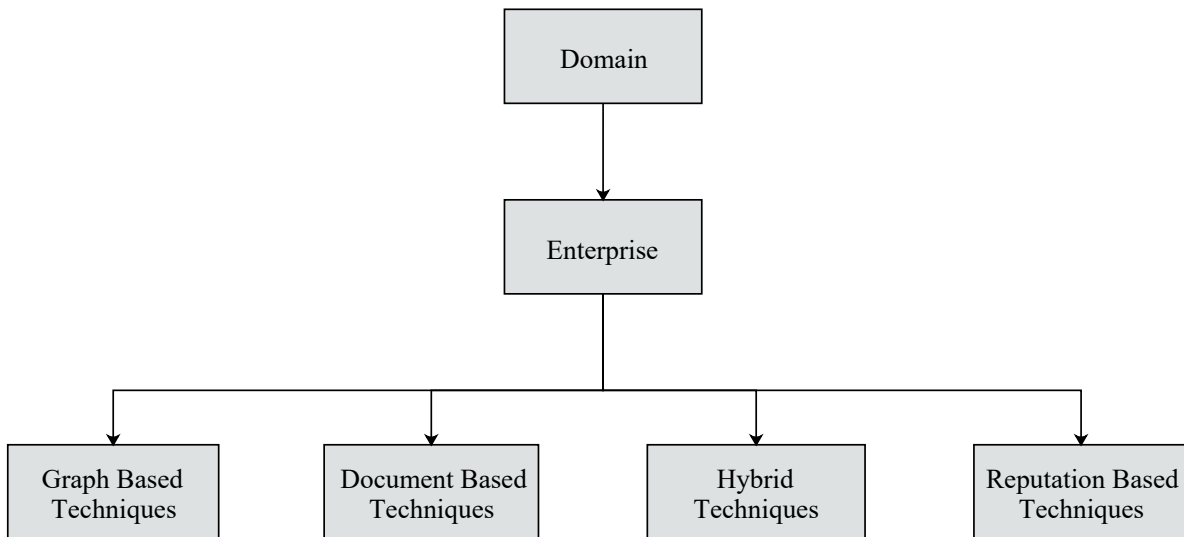 Domain
Enterprise
Graph Based
Techniques
Document Based
Techniques
Hybrid
Techniques
Reputation Based
Techniques